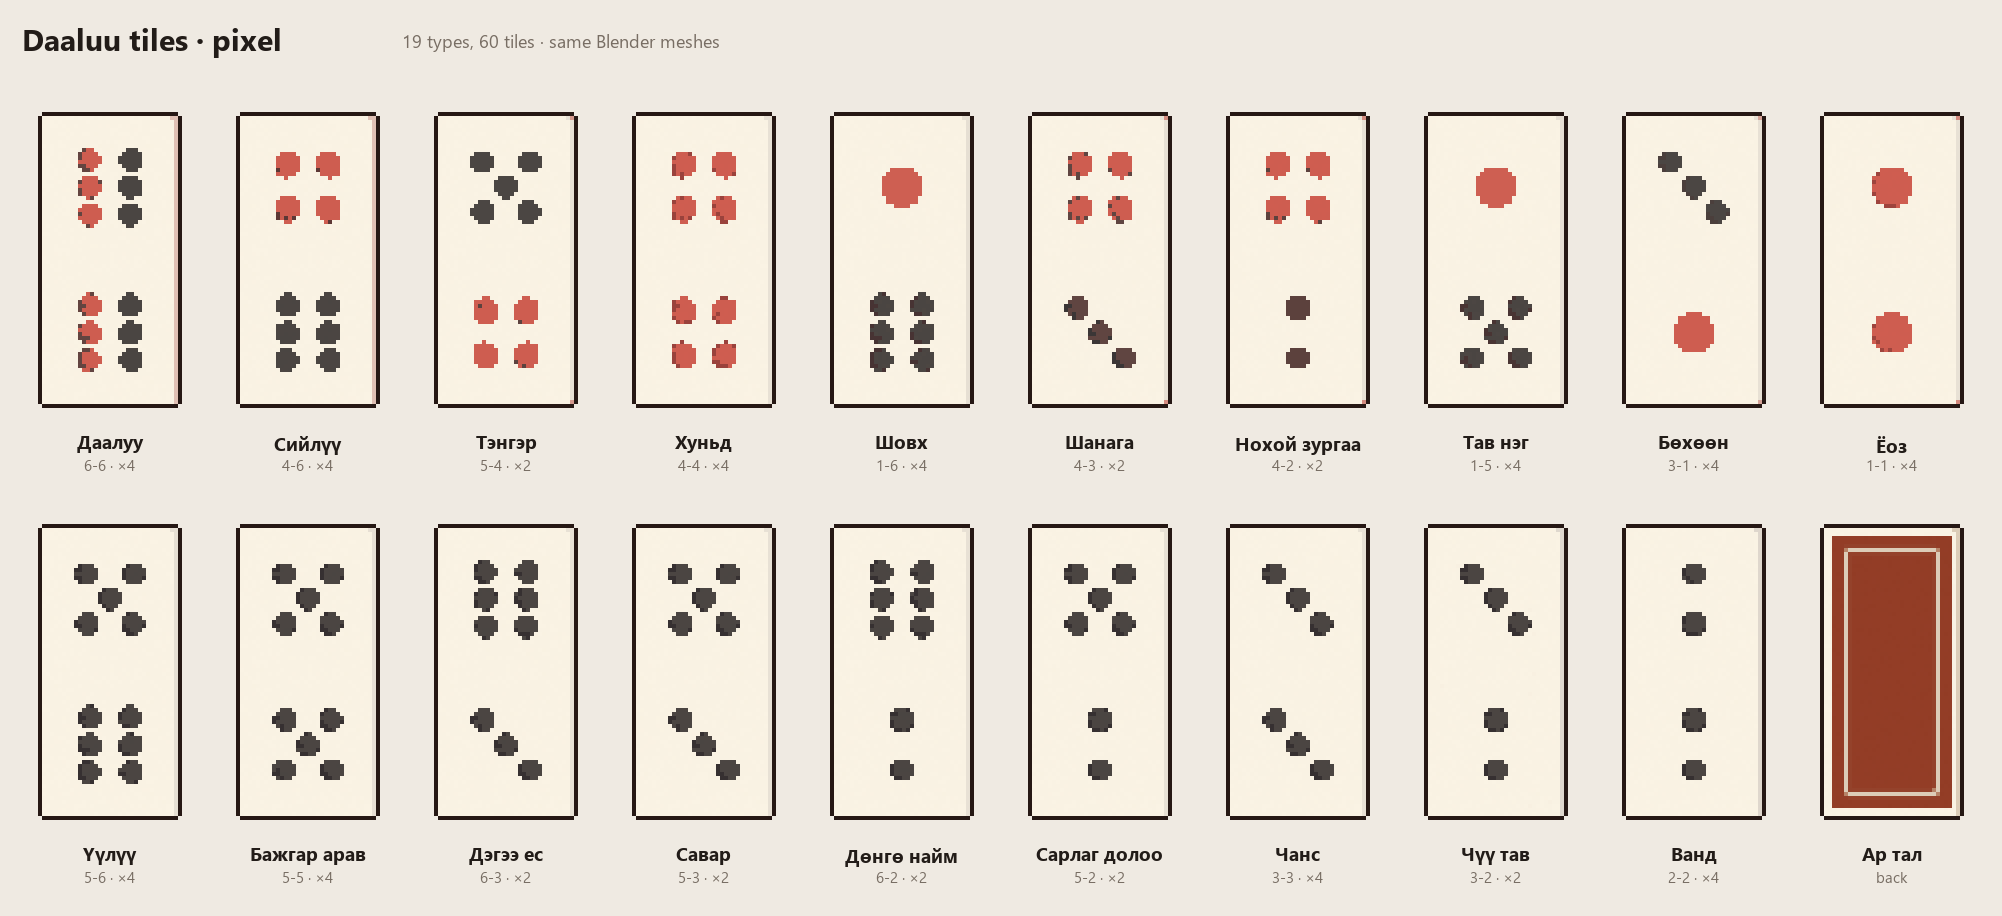 Daaluu tiles · pixel
19 types, 60 tiles · same Blender meshes
Даалуу
Сийлүү
Тэнгэр
Хуньд
Шовх
Шанага
Нохой зургаа
Тав нэг
Бөхөөн
Ёоз
6-6 · ×4
4-6 · ×4
5-4 · ×2
4-4 · ×4
1-6 · ×4
4-3 · ×2
4-2 · ×2
1-5 · ×4
3-1 · ×4
1-1 · ×4
Үүлүү
Бажгар арав
Дэгээ ес
Савар
Дөнгө найм
Сарлаг долоо
Чанс
Чүү тав
Ванд
Ар тал
5-6 · ×4
5-5 · ×4
6-3 · ×2
5-3 · ×2
6-2 · ×2
5-2 · ×2
3-3 · ×4
3-2 · ×2
2-2 · ×4
back